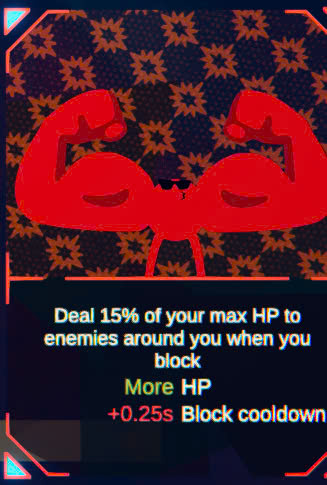 Deal 15% of your max HP to
enemies around you when you
block
More HP
+0.25s Block cooldown